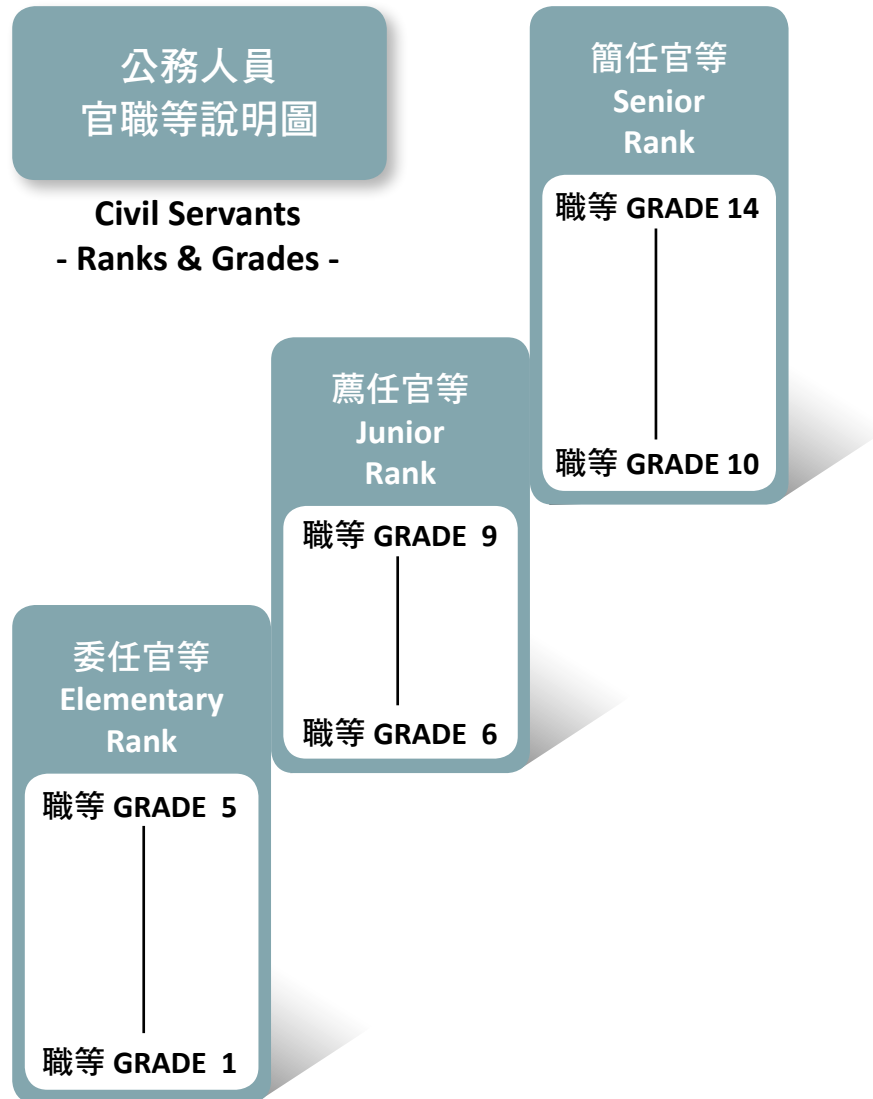 公務人員
官職等說明圖
Civil Servants
- Ranks & Grades -
簡任官等
Senior
Rank
職等 GRADE 14
職等 GRADE 10
薦任官等
Junior
Rank
職等 GRADE 9
職等 GRADE 6
委任官等
Elementary
Rank
職等 GRADE 5
職等 GRADE 1